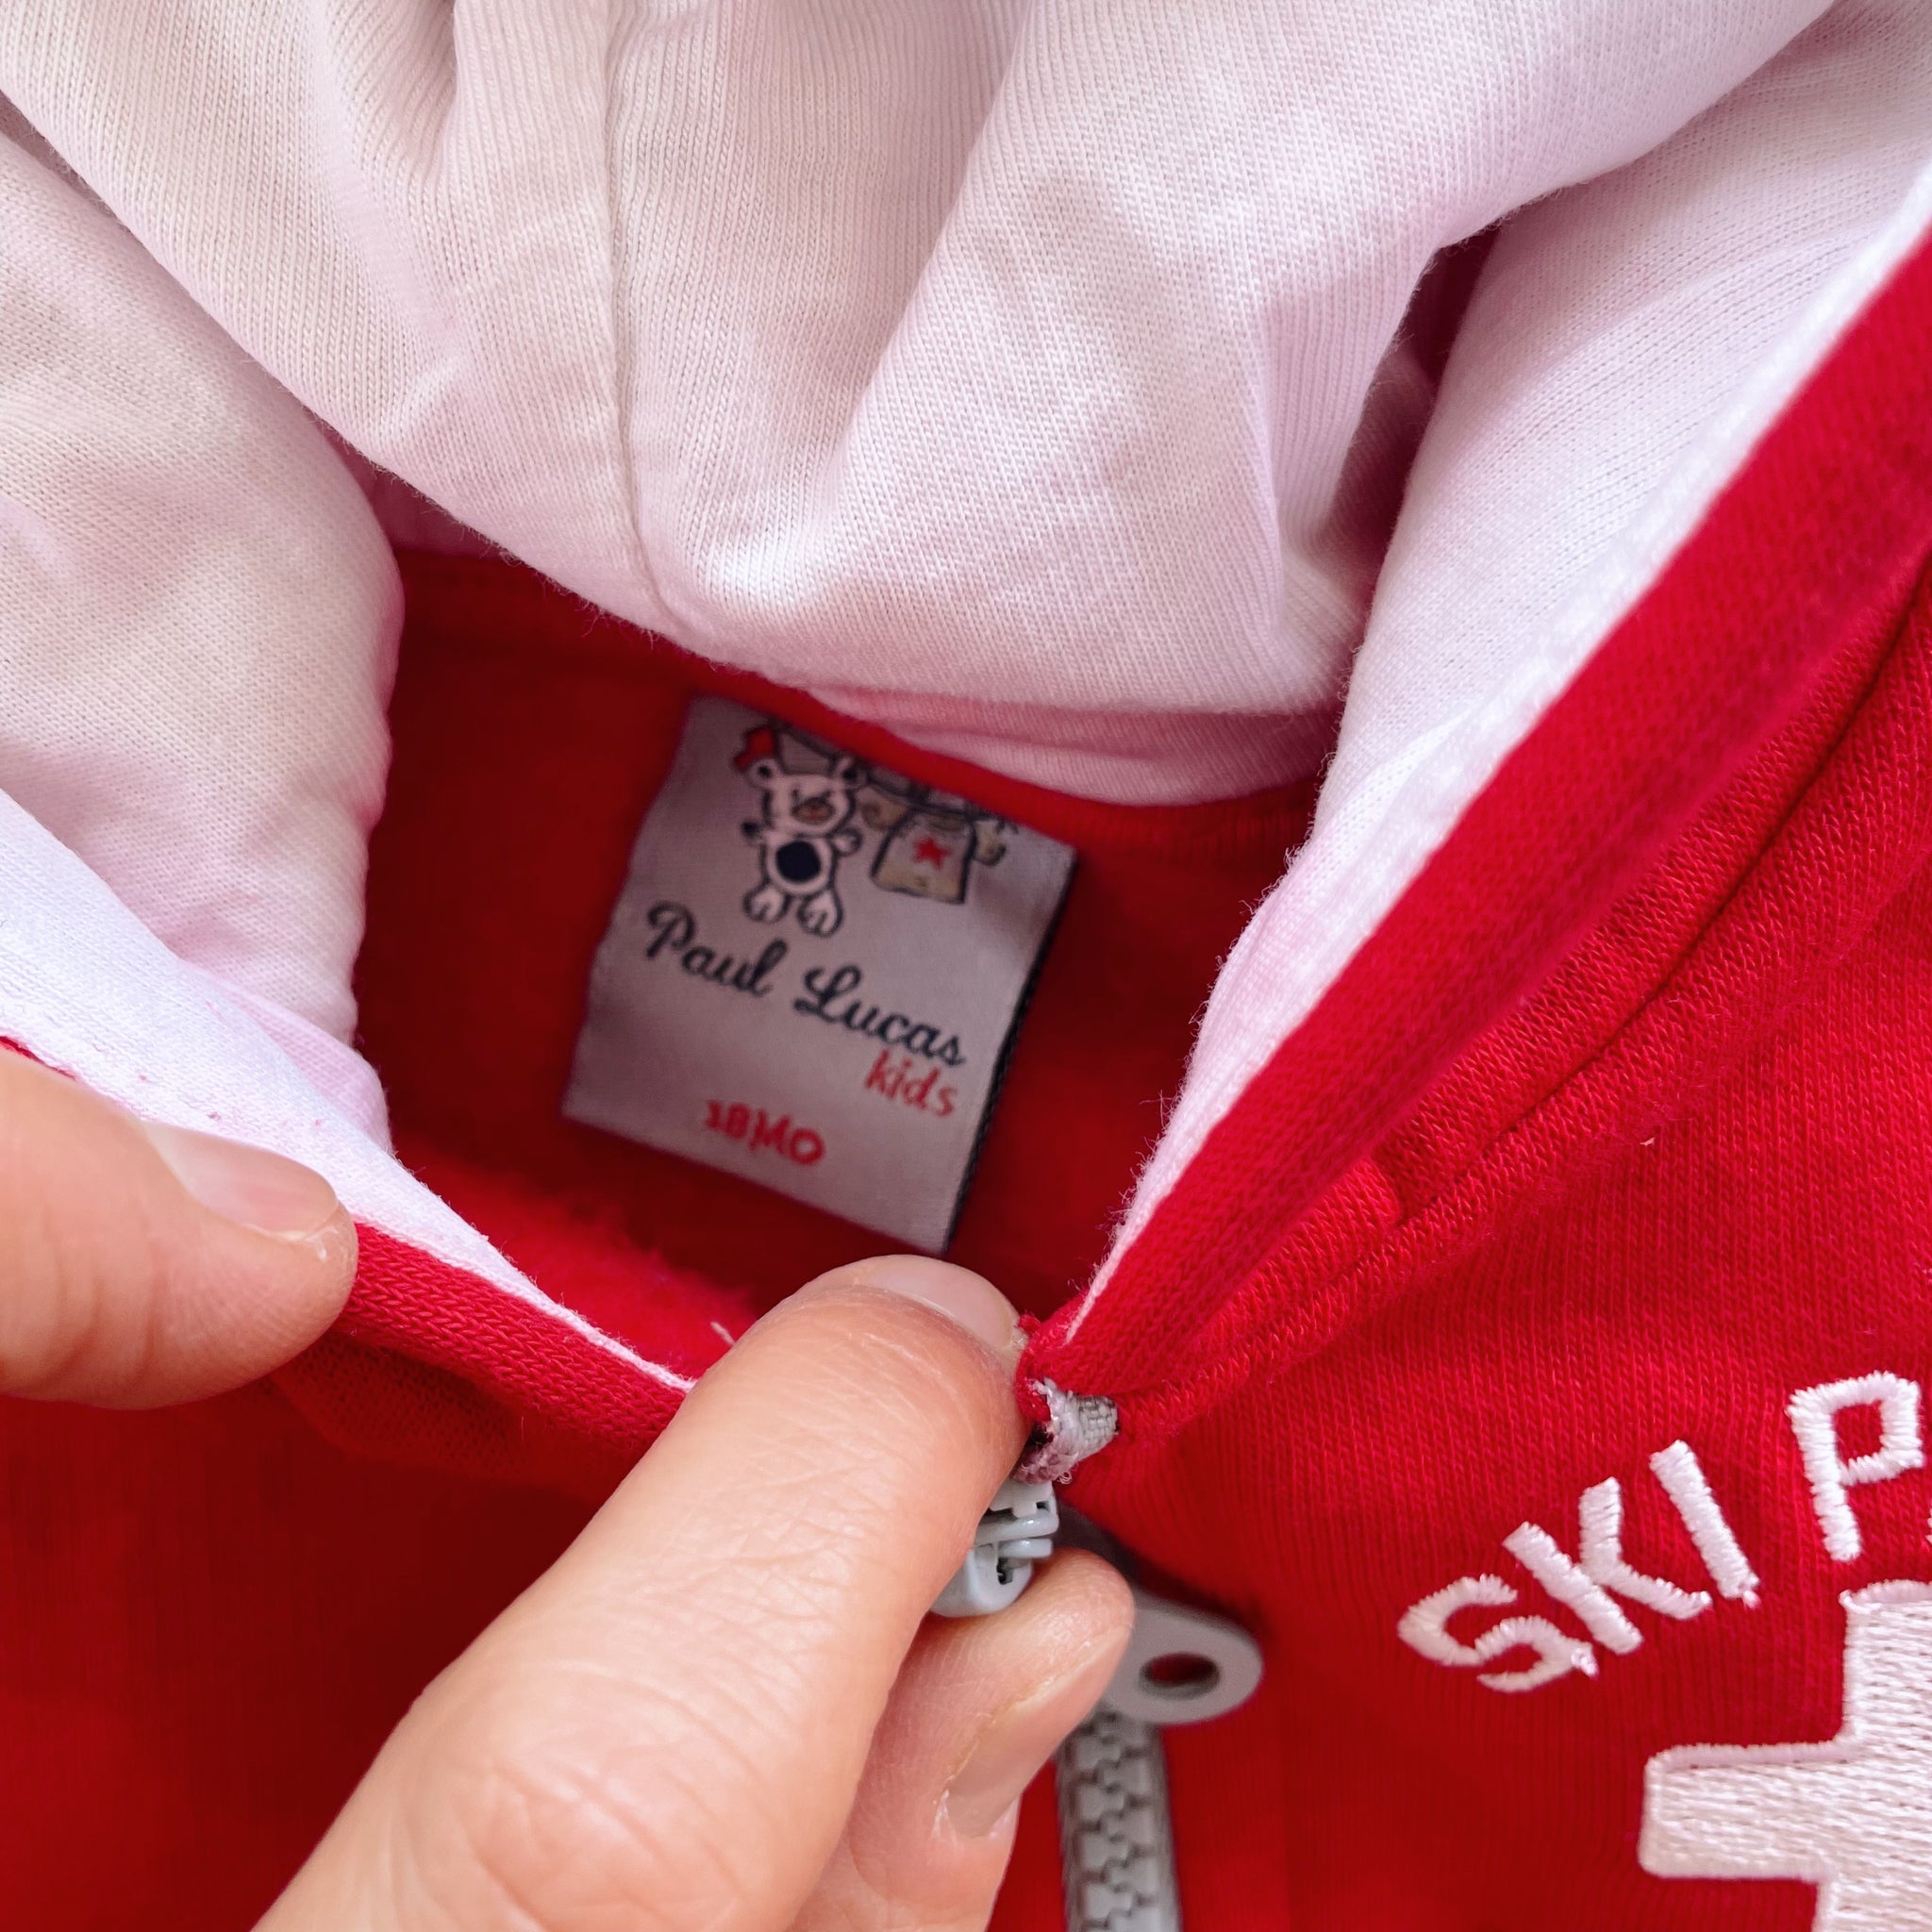 Paul Lucas
kids
18MO
SKI P